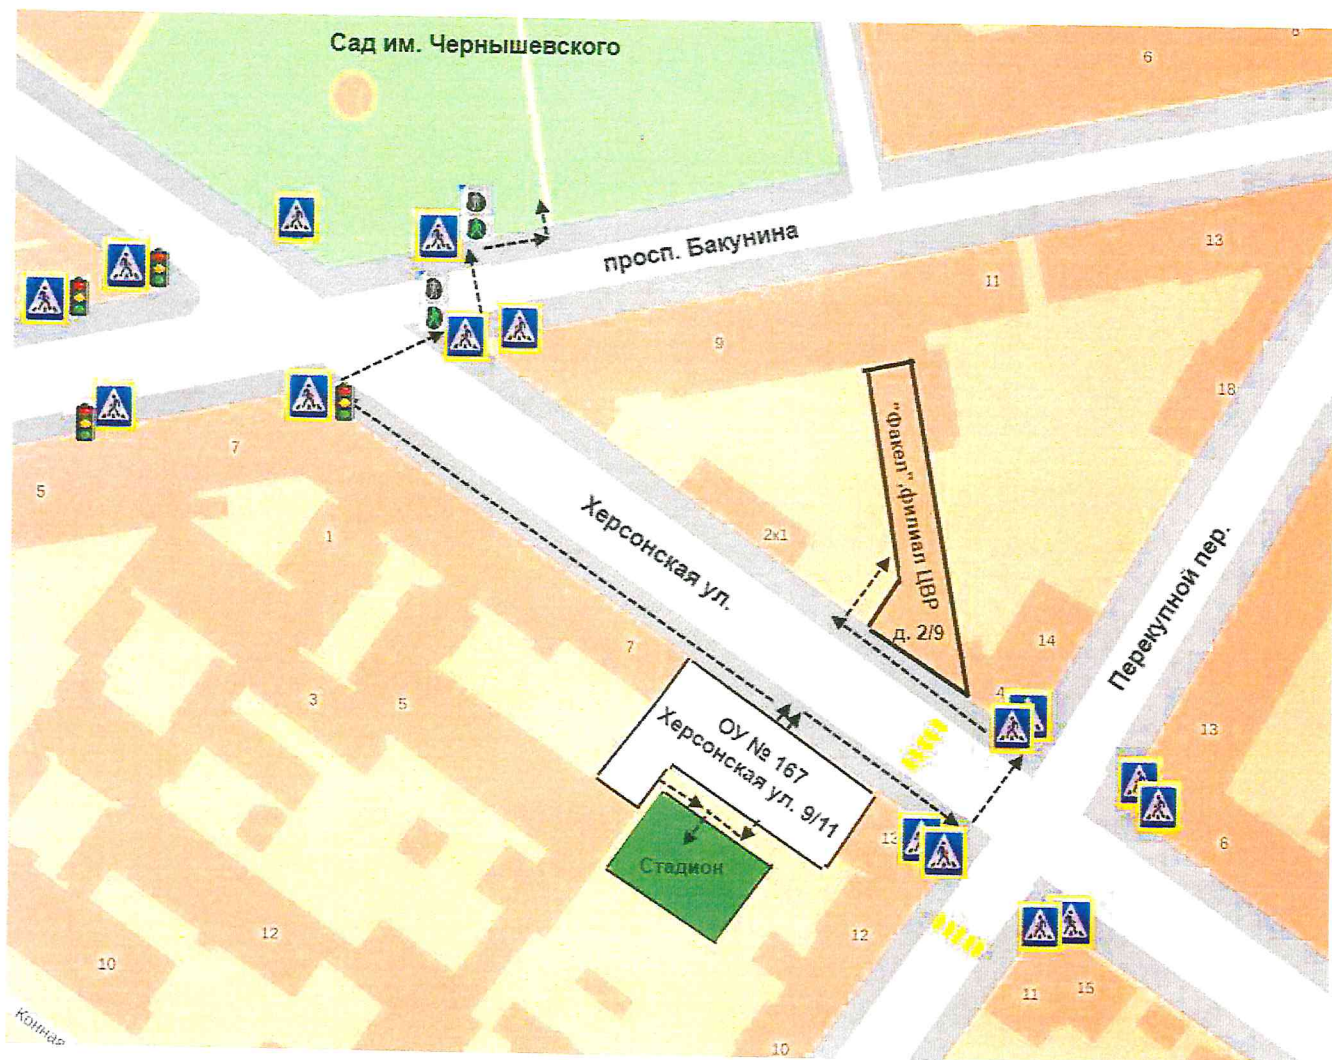 8
Сад им. Чернышевского
6
просп. Бакунина
13
11
9
18
7
5
1
"Факел", филиал ЦВР
д. 2/9
Херсонская ул.
2к1
Перекупной пер.
14
7
3
5
4
13
ОУ № 167
Херсонская ул. 9/11
13
6
Стадион
12
12
10
11
15
Конная
10